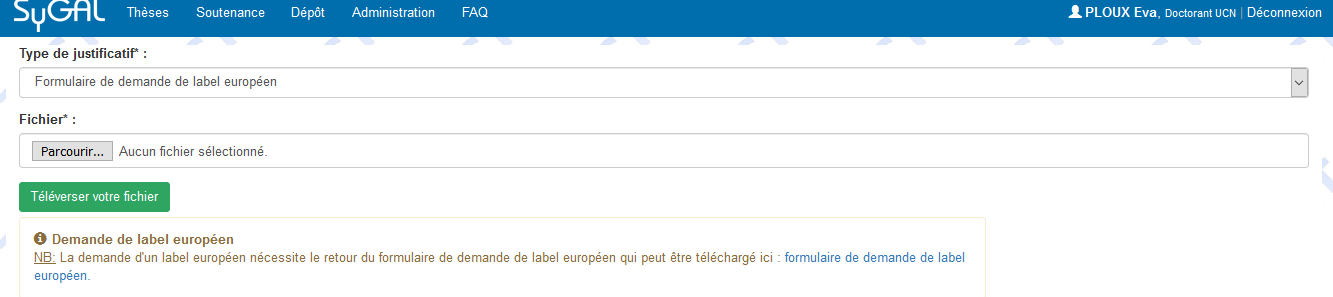 SyGAL Thèses Soutenance Dépôt Administration FAQ PLOUX Eva, Doctorant UCN | Déconnexion
Type de justificatif* :
Formulaire de demande de label européen
Fichier* :
Parcourir... Aucun fichier sélectionné.
Téléverser votre fichier
Demande de label européen
NB: La demande d'un label européen nécessite le retour du formulaire de demande de label européen qui peut être téléchargé ici : formulaire de demande de label
européen.